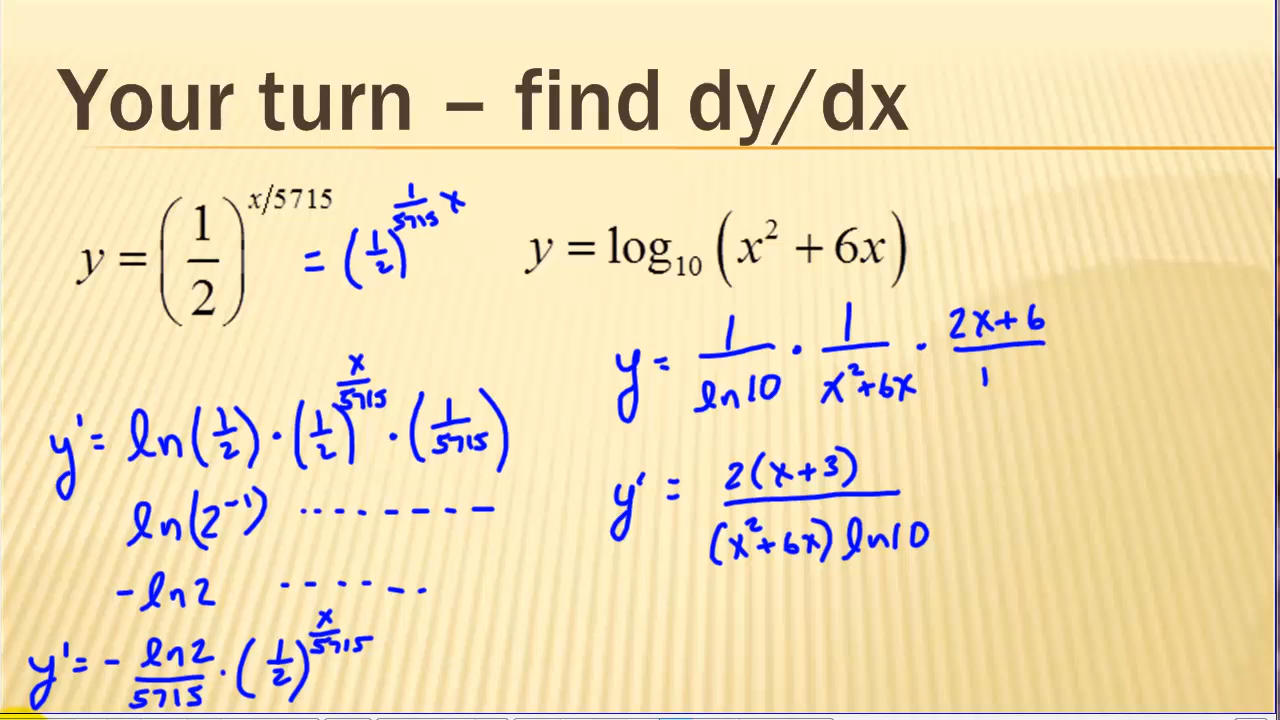 Your turn – find dy/dx
y = (1/2)^(x/5715) = (1/2)^(1/5715 x)
y' = ln(1/2) · (1/2)^(x/5715) · (1/5715)
ln(2^-1) --------
-ln2 ------
y' = - ln2/5715 · (1/2)^(x/5715)
y = log₁₀ (x² + 6x)
y = 1/ln10 · 1/(x²+6x) · (2x+6)/1
y' = 2(x+3)/((x²+6x) ln10)